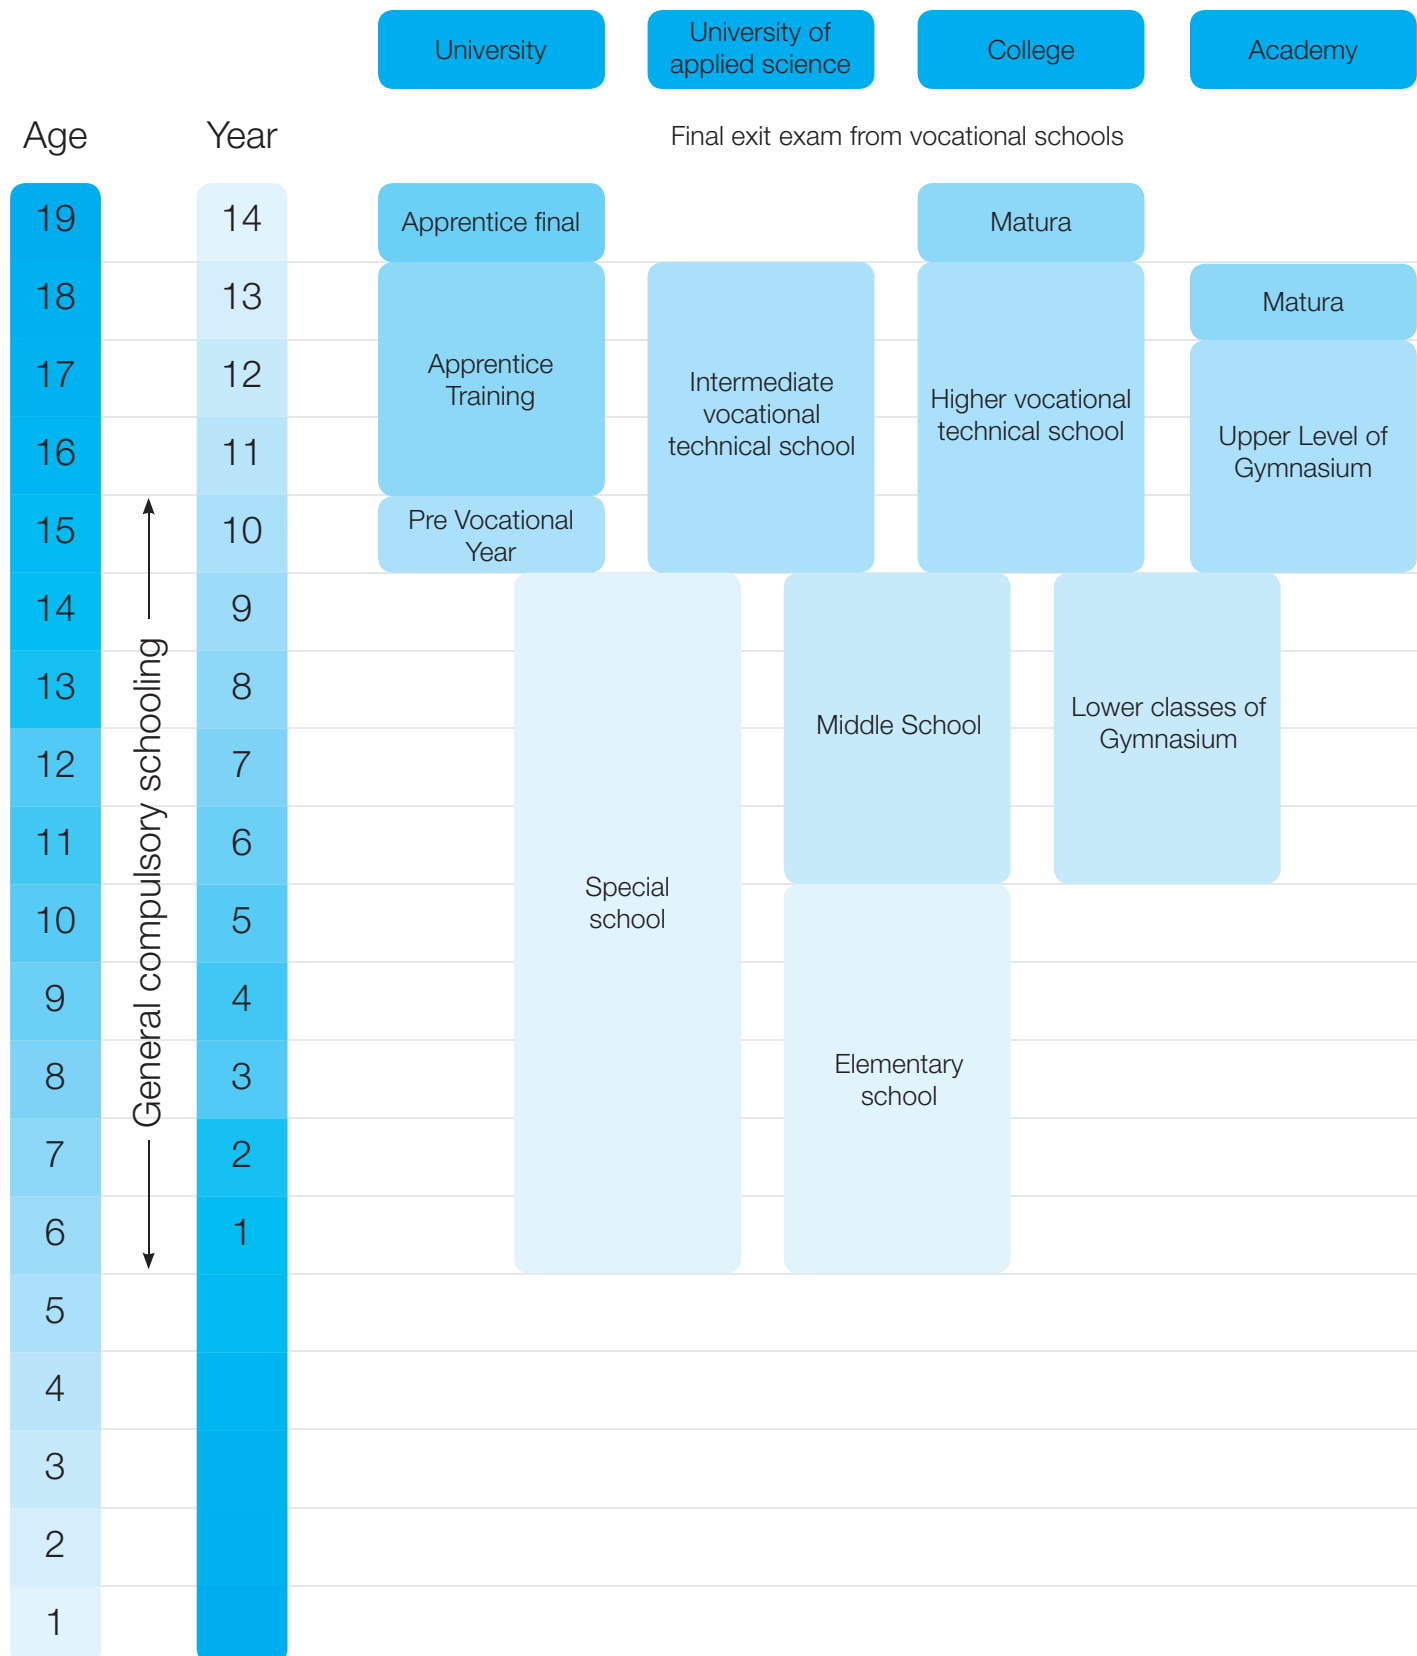 University
University of
applied science
College
Academy
Age
Year
Final exit exam from vocational schools
19
14
Apprentice final
Matura
18
13
Matura
17
12
Apprentice
Training
Intermediate
vocational
technical school
Higher vocational
technical school
Upper Level of
Gymnasium
16
11
15
10
Pre Vocational
Year
14
9
13
8
Middle School
Lower classes of
Gymnasium
General compulsory schooling
12
7
11
6
Special
school
10
5
9
4
8
3
Elementary
school
7
2
6
1
5
4
3
2
1